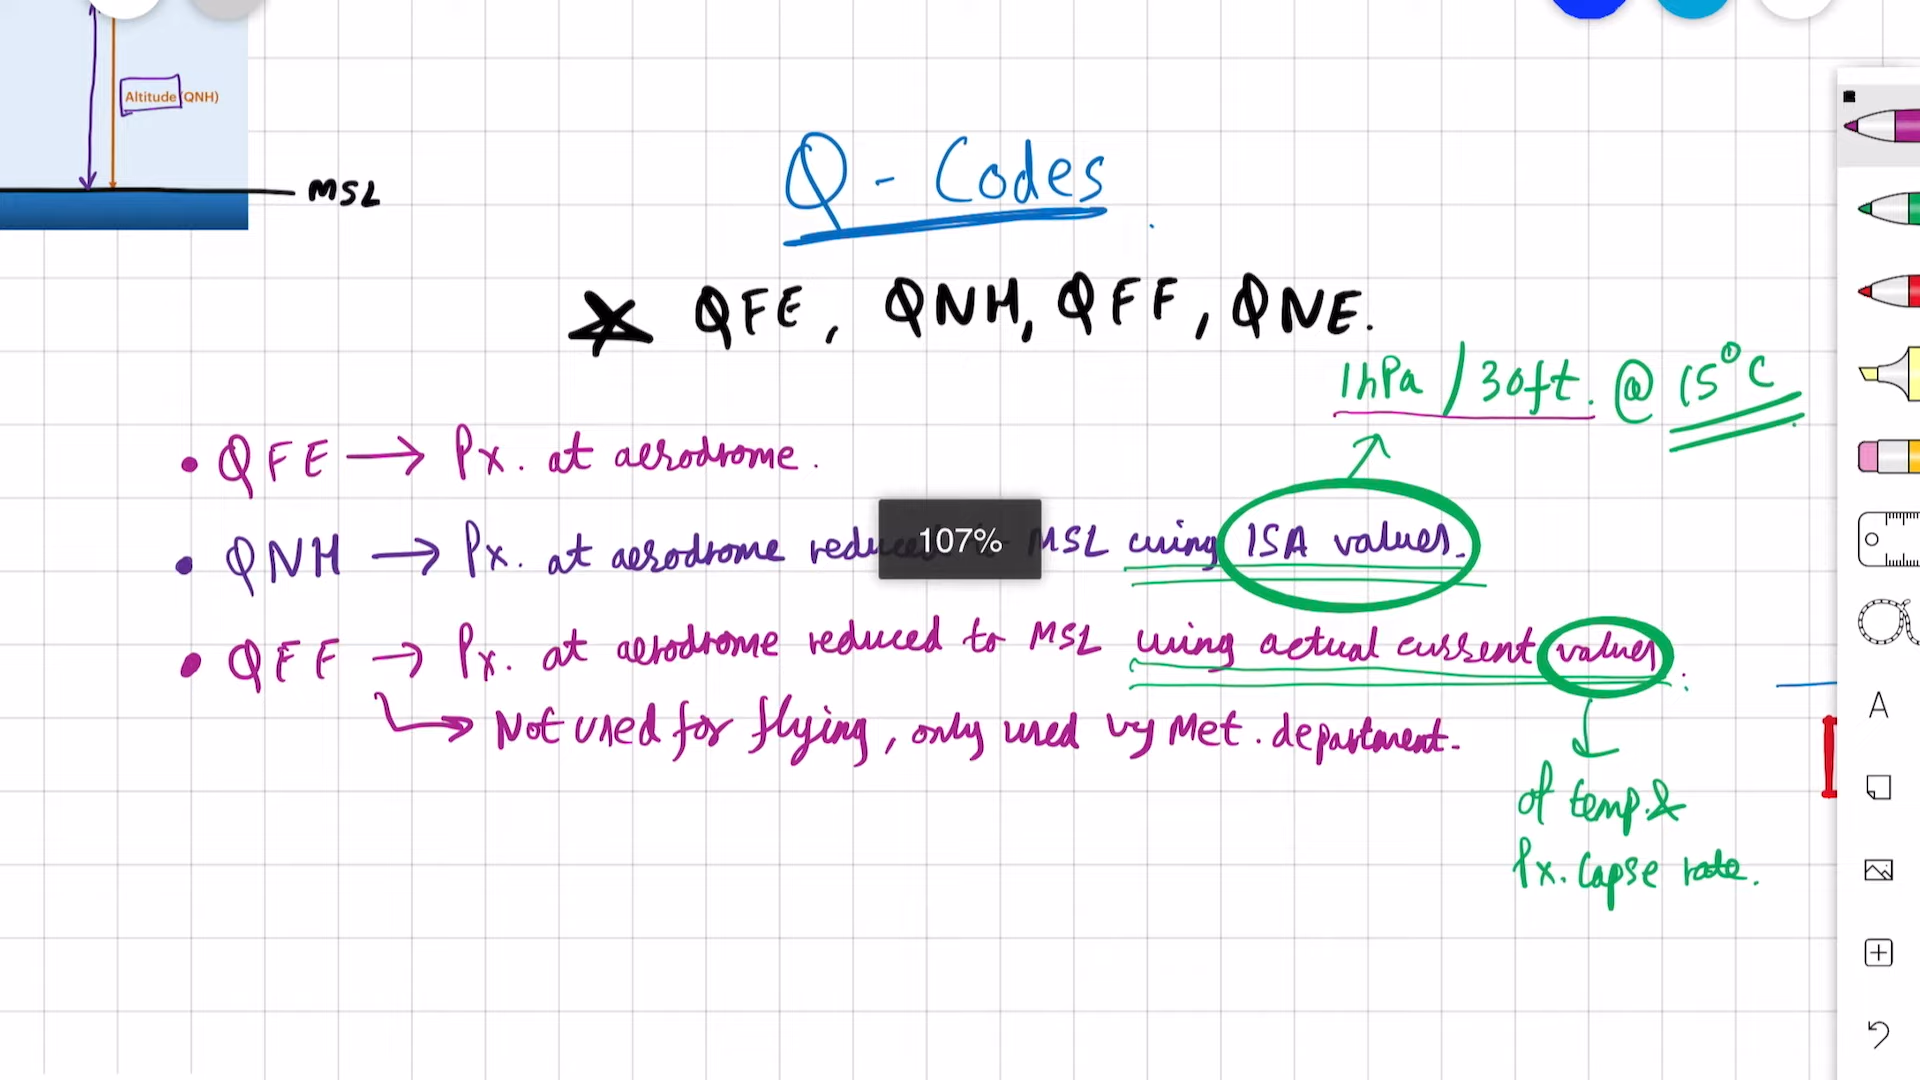 Altitude (QNH)
MSL
Q - Codes
QFE, QNH, QFF, QNE.
1hPa / 30ft. @ 15°C
• QFE → Px. at aerodrome.
• QNH → Px. at aerodrome reduced to MSL using ISA values.
107%
• QFF → Px. at aerodrome reduced to MSL using actual current values.
↳ Not used for flying, only used by Met. department.
of temp. &
Px. lapse rate.
A